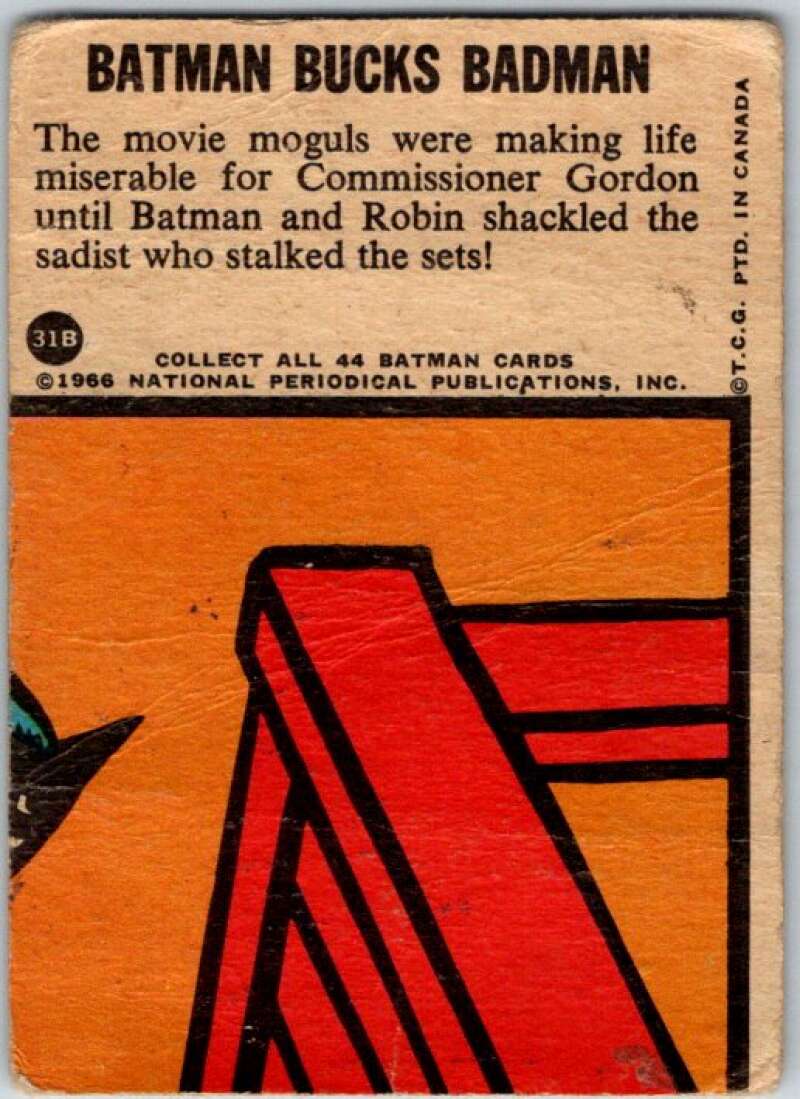 BATMAN BUCKS BADMAN
The movie moguls were making life
miserable for Commissioner Gordon
until Batman and Robin shackled the
sadist who stalked the sets!
31B
COLLECT ALL 44 BATMAN CARDS
©1966 NATIONAL PERIODICAL PUBLICATIONS, INC.
©T.C.G. PTD. IN CANADA